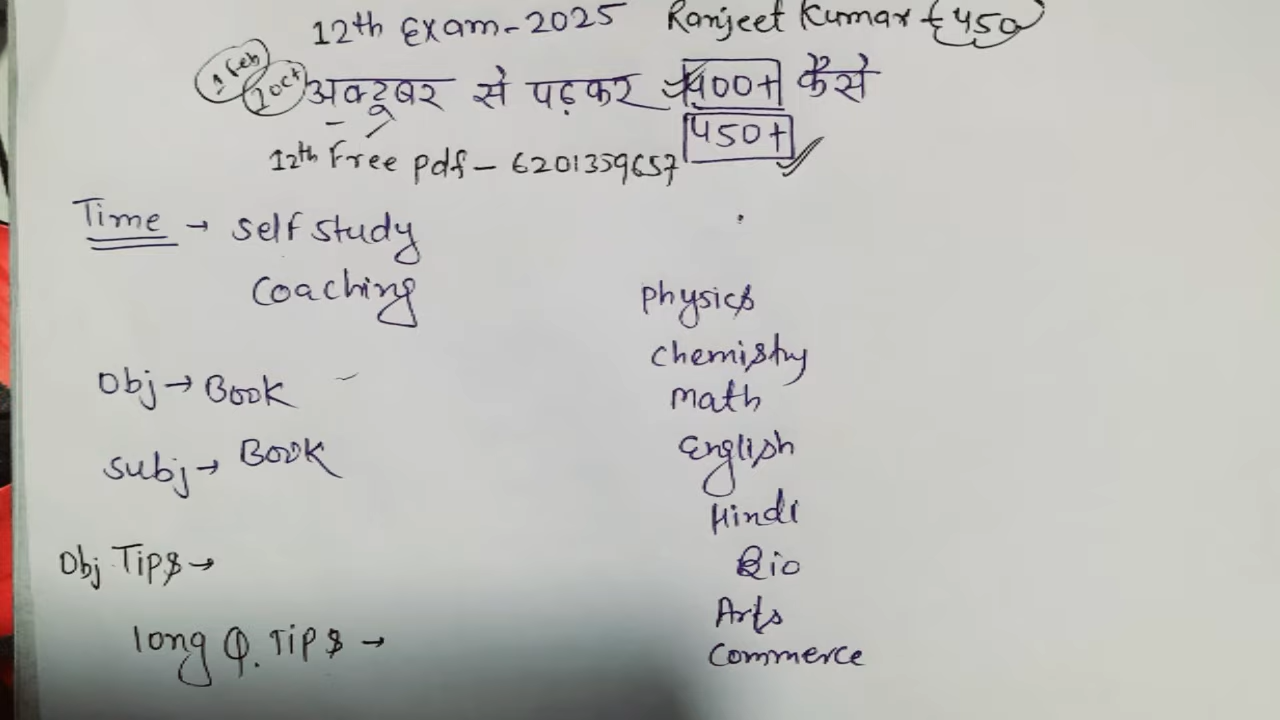 12th Exam-2025 Ranjeet Kumar - 450
1 Feb
1 Oct
अक्टूबर से पढ़कर 400+ कैसे
450+
12th Free pdf - 6201359657
Time → Self study
Coaching
Physics
Chemistry
Obj → Book
Math
Subj → Book
English
Hindi
Obj Tips →
Bio
Arts
long Q. Tips →
Commerce